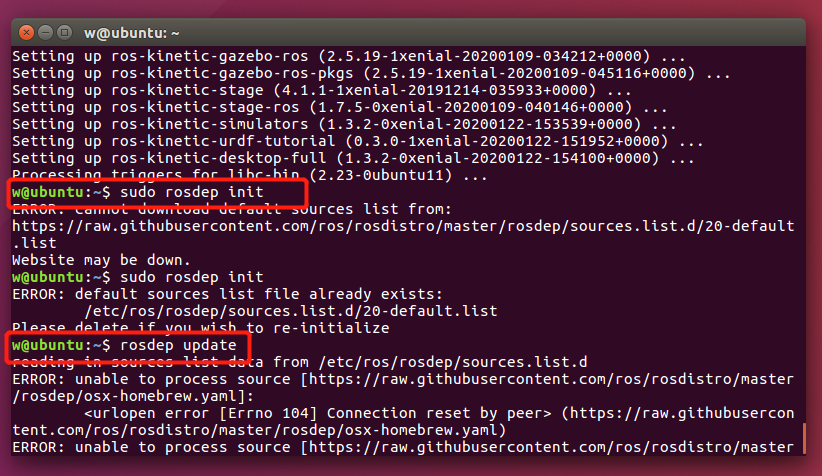 w@ubuntu: ~
Setting up ros-kinetic-gazebo-ros (2.5.19-1xenial-20200109-034212+0000) ...
Setting up ros-kinetic-gazebo-ros-pkgs (2.5.19-1xenial-20200109-045116+0000) ...
Setting up ros-kinetic-stage (4.1.1-1xenial-20191214-035933+0000) ...
Setting up ros-kinetic-stage-ros (1.7.5-0xenial-20200109-040146+0000) ...
Setting up ros-kinetic-simulators (1.3.2-0xenial-20200122-153539+0000) ...
Setting up ros-kinetic-urdf-tutorial (0.3.0-1xenial-20200122-151952+0000) ...
Setting up ros-kinetic-desktop-full (1.3.2-0xenial-20200122-154100+0000) ...
Processing triggers for libc-bin (2.23-0ubuntu11) ...
w@ubuntu:~$ sudo rosdep init
ERROR: cannot download default sources list from:
https://raw.githubusercontent.com/ros/rosdistro/master/rosdep/sources.list.d/20-default
.list
Website may be down.
w@ubuntu:~$ sudo rosdep init
ERROR: default sources list file already exists:
        /etc/ros/rosdep/sources.list.d/20-default.list
Please delete if you wish to re-initialize
w@ubuntu:~$ rosdep update
reading in sources list data from /etc/ros/rosdep/sources.list.d
ERROR: unable to process source [https://raw.githubusercontent.com/ros/rosdistro/master
/rosdep/osx-homebrew.yaml]:
        <urlopen error [Errno 104] Connection reset by peer> (https://raw.githubusercon
tent.com/ros/rosdistro/master/rosdep/osx-homebrew.yaml)
ERROR: unable to process source [https://raw.githubusercontent.com/ros/rosdistro/master